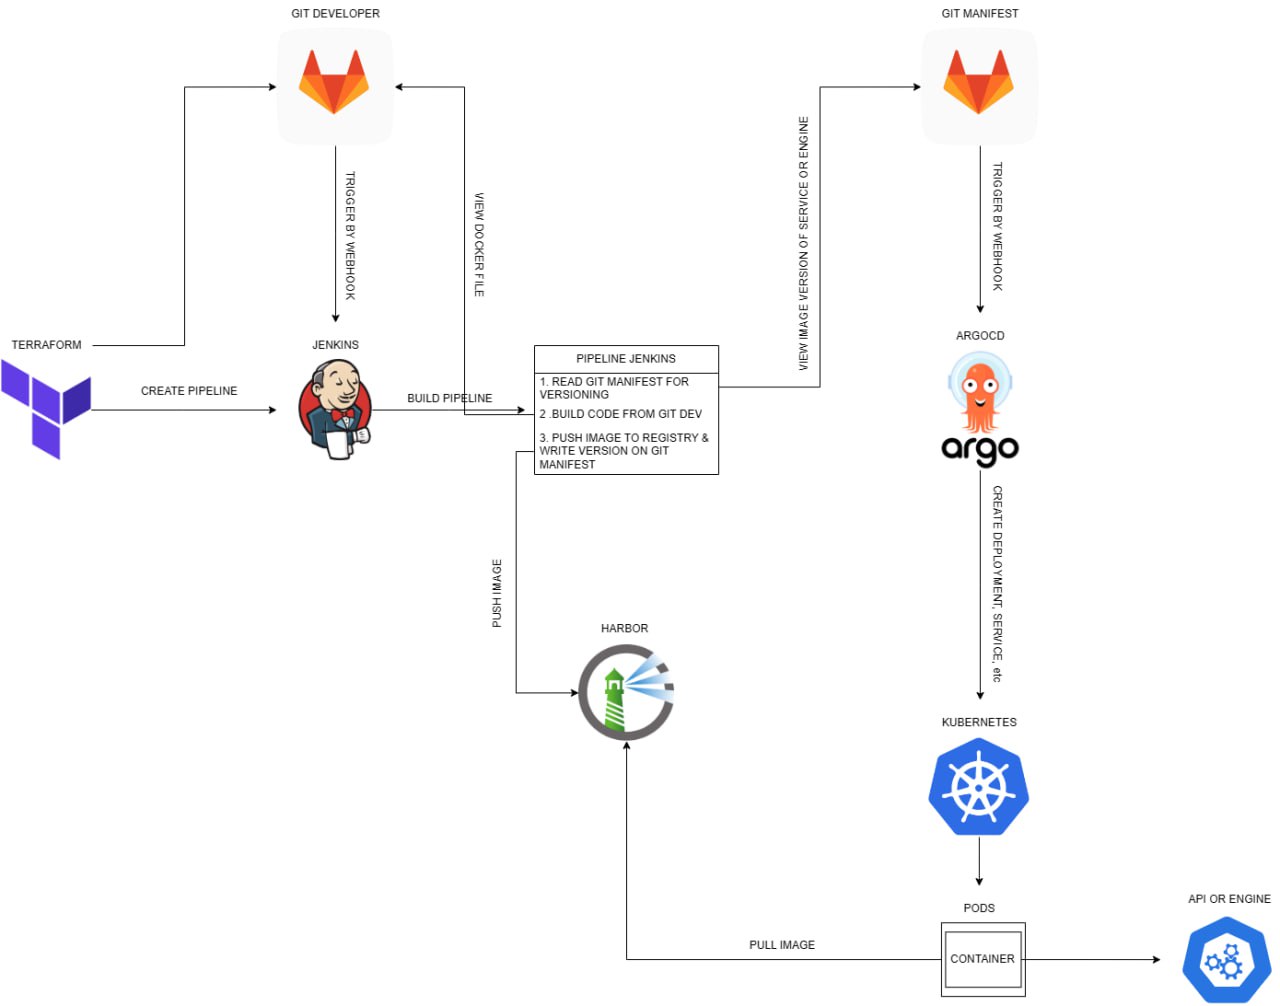 GIT DEVELOPER
GIT MANIFEST
TRIGGER BY WEBHOOK
VIEW DOCKER FILE
VIEW IMAGE VERSION OF SERVICE OR ENGINE
TRIGGER BY WEBHOOK
TERRAFORM
JENKINS
ARGOCD
CREATE PIPELINE
BUILD PIPELINE
PIPELINE JENKINS
1. READ GIT MANIFEST FOR
VERSIONING
2 .BUILD CODE FROM GIT DEV
3. PUSH IMAGE TO REGISTRY &
WRITE VERSION ON GIT
MANIFEST
argo
PUSH IMAGE
CREATE DEPLOYMENT, SERVICE, etc
HARBOR
KUBERNETES
PODS
API OR ENGINE
PULL IMAGE
CONTAINER